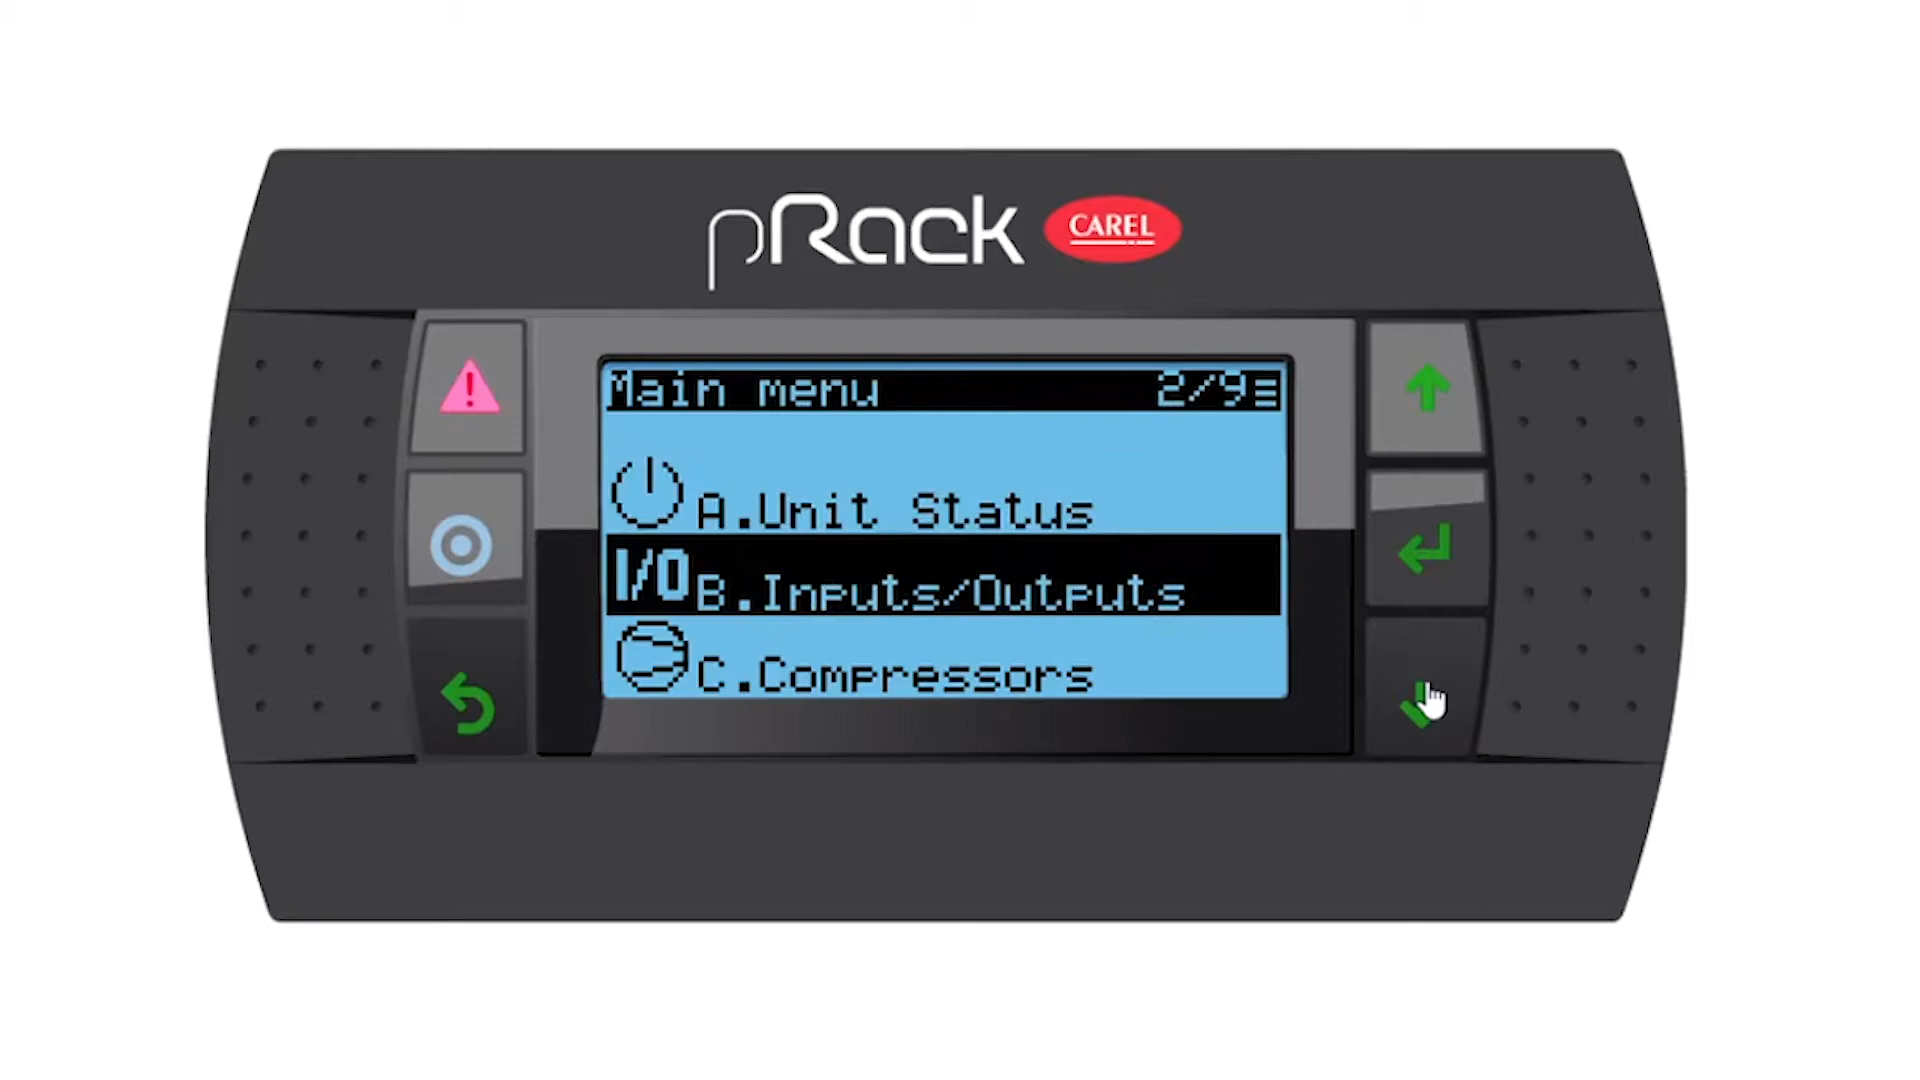 pRack CAREL
Main menu 2/9
A.Unit Status
I/O B.Inputs/Outputs
C.Compressors